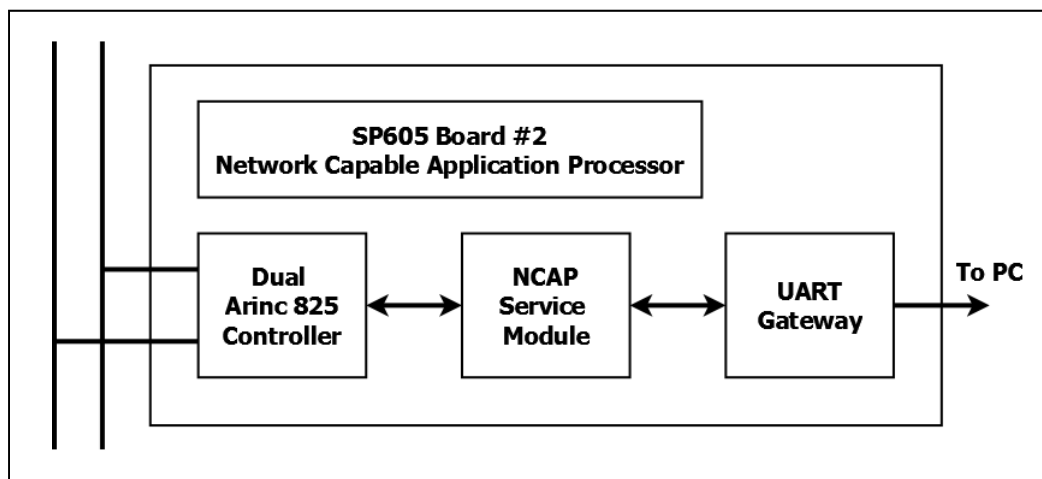 SP605 Board #2
Network Capable Application Processor
Dual
Arinc 825
Controller
NCAP
Service
Module
UART
Gateway
To PC